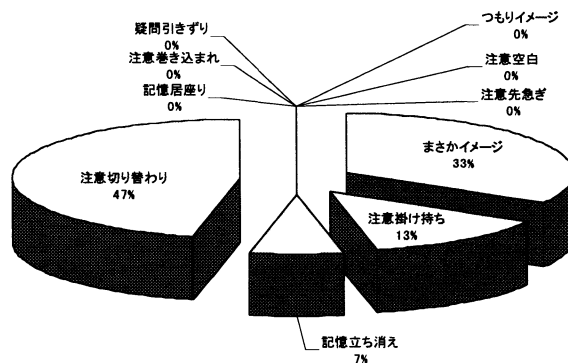 疑問引きずり
0%
注意巻き込まれ
0%
記憶居座り
0%
つもりイメージ
0%
注意空白
0%
注意先急ぎ
0%
まさかイメージ
33%
注意切り替わり
47%
注意掛け持ち
13%
記憶立ち消え
7%